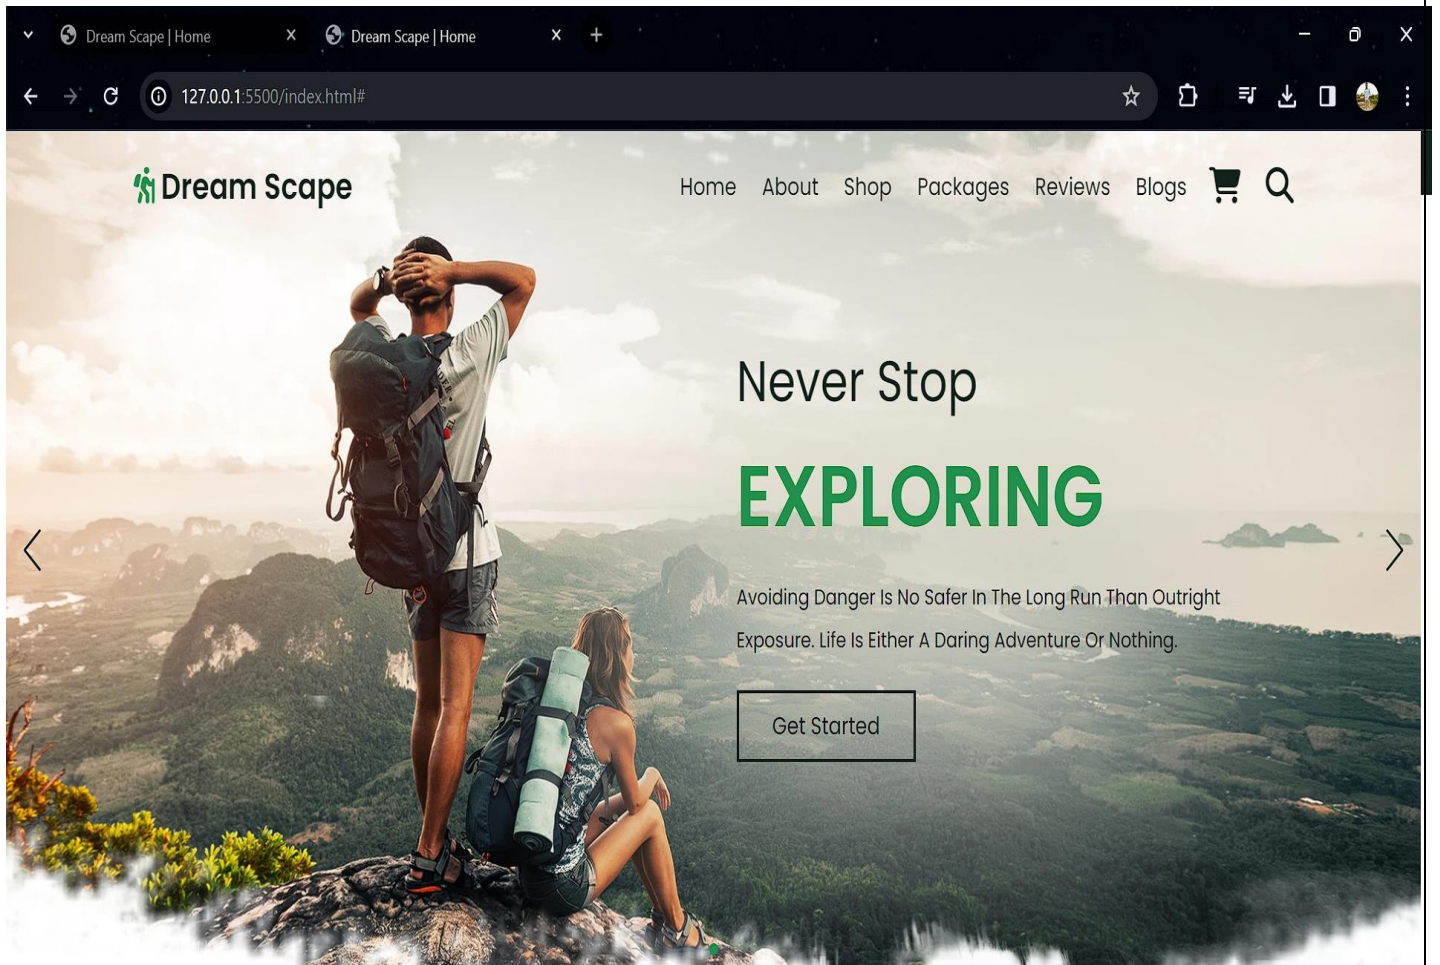 Dream Scape | Home
Dream Scape | Home
127.0.0.1:5500/index.html#
Dream Scape
Home About Shop Packages Reviews Blogs
Never Stop
EXPLORING
Avoiding Danger Is No Safer In The Long Run Than Outright
Exposure. Life Is Either A Daring Adventure Or Nothing.
Get Started